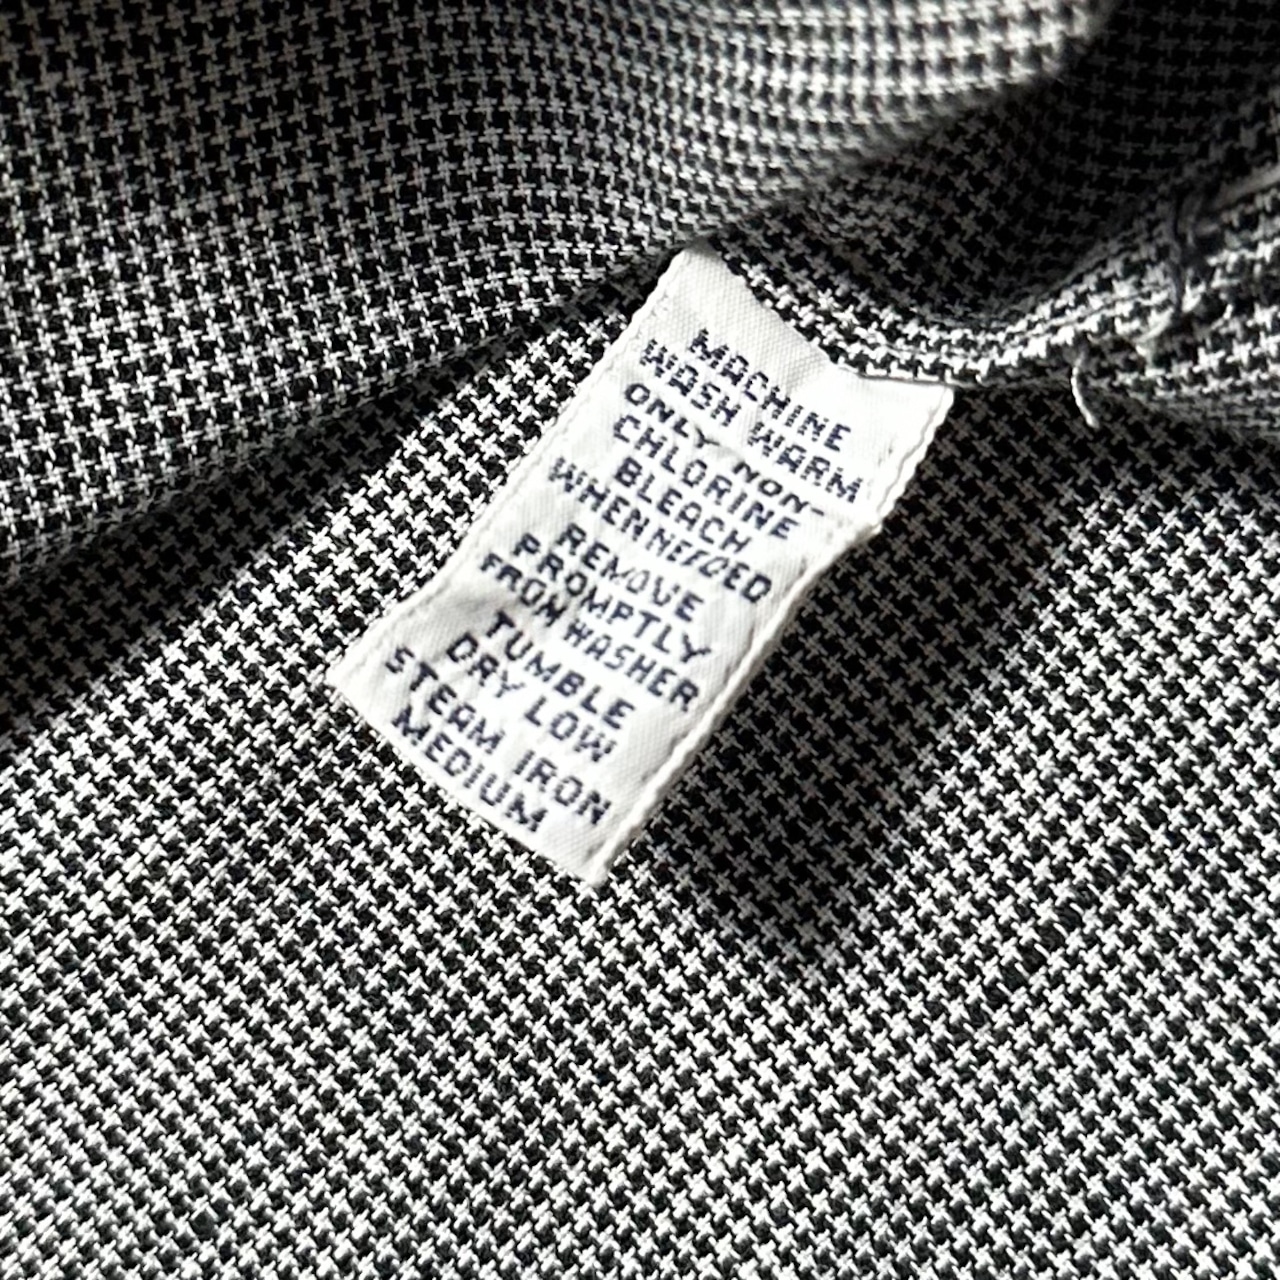 MACHINE
WASH WARM
ONLY NON-
CHLORINE
BLEACH
WHEN NEEDED
REMOVE
PROMPTLY
FROM WASHER
TUMBLE
DRY LOW
STEAM IRON
MEDIUM